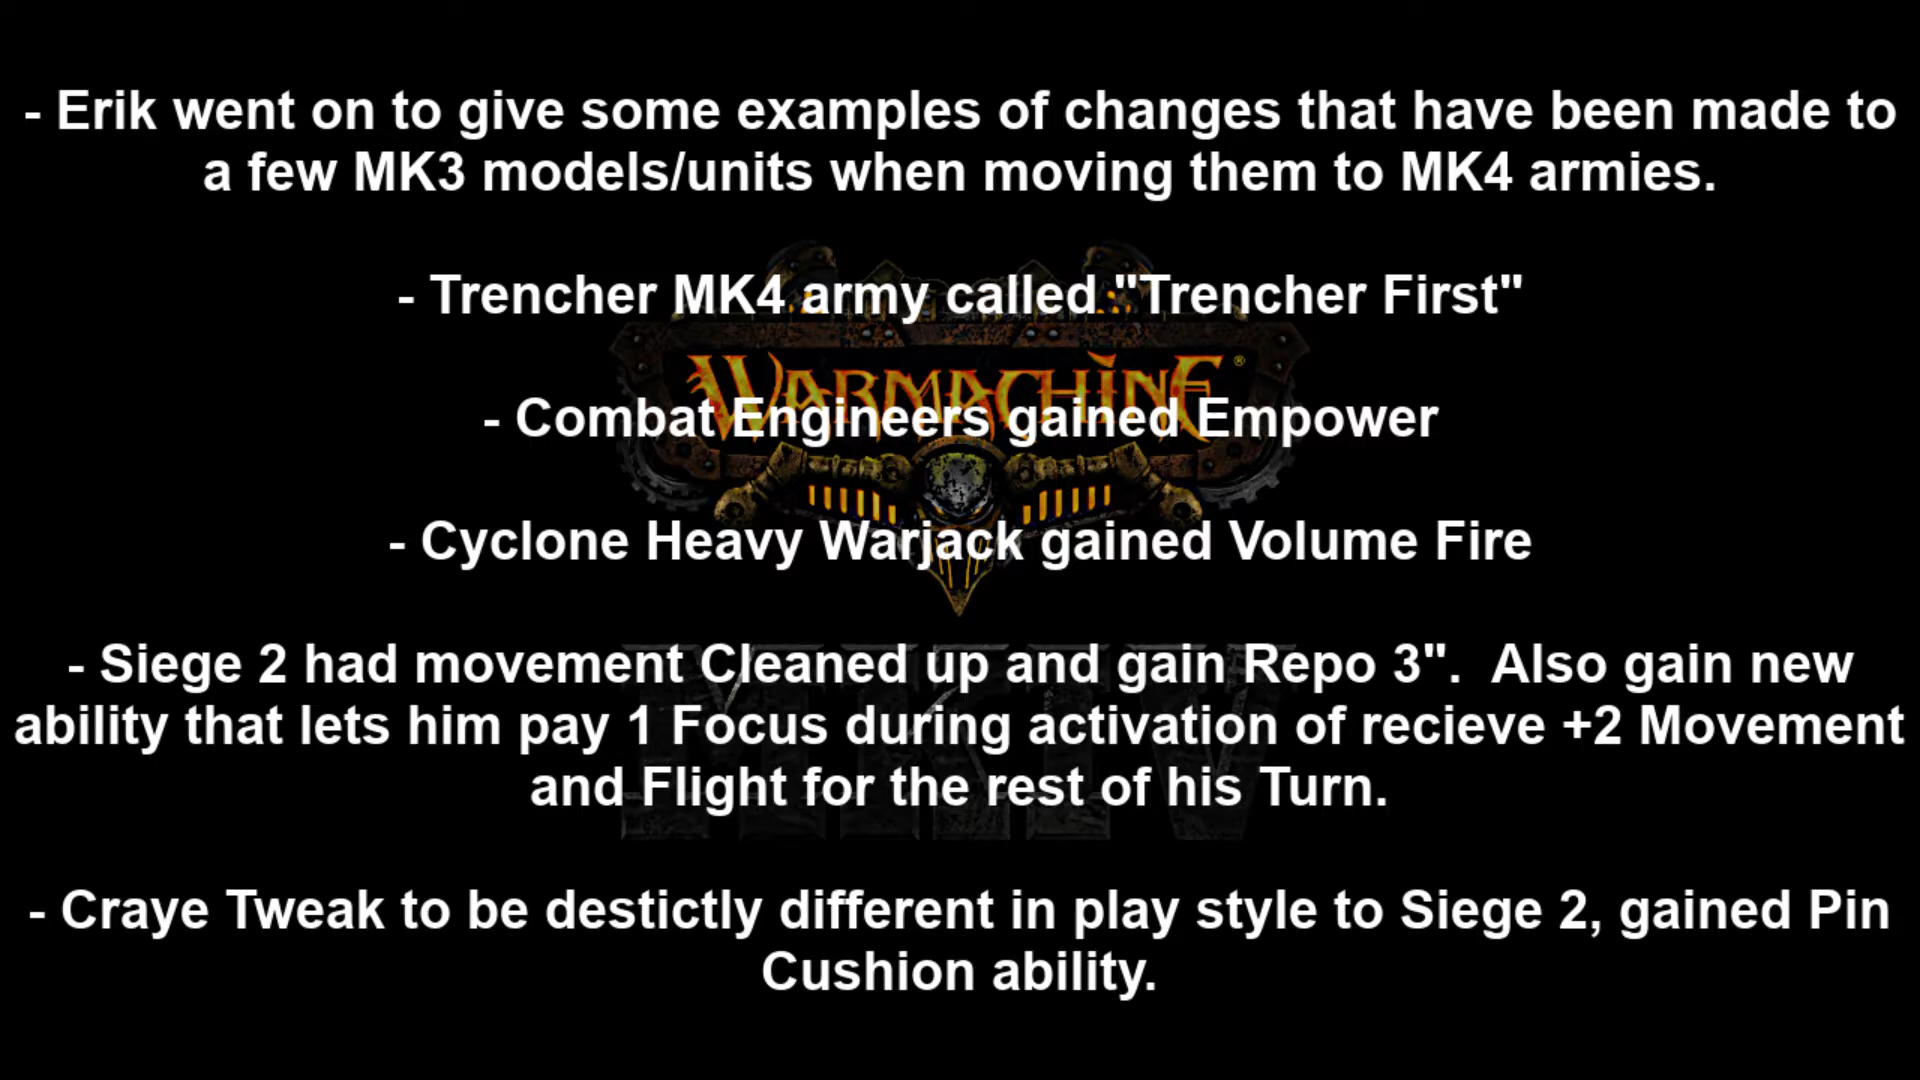 - Erik went on to give some examples of changes that have been made to
a few MK3 models/units when moving them to MK4 armies.
- Trencher MK4 army called "Trencher First"
WARMACHINE®
- Combat Engineers gained Empower
- Cyclone Heavy Warjack gained Volume Fire
- Siege 2 had movement Cleaned up and gain Repo 3". Also gain new
ability that lets him pay 1 Focus during activation of recieve +2 Movement
and Flight for the rest of his Turn.
MKIV
- Craye Tweak to be destictly different in play style to Siege 2, gained Pin
Cushion ability.